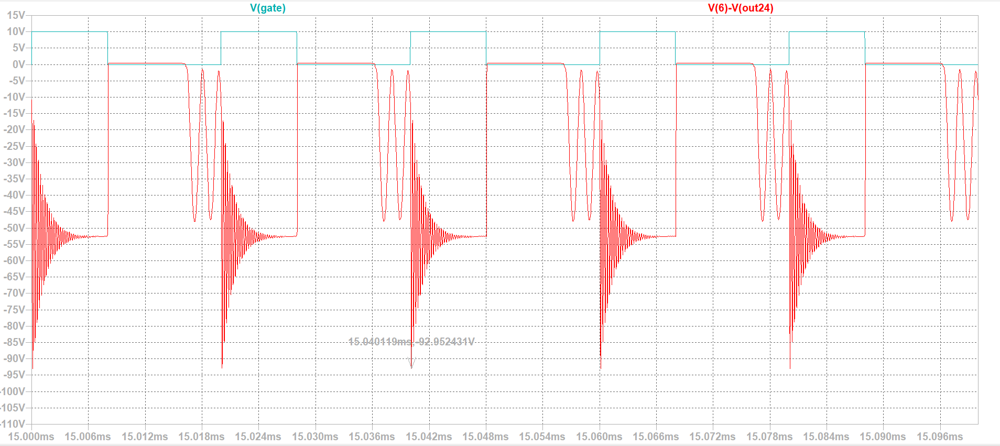 V(gate) V(6)-V(out24)
15V
10V
5V
0V
-5V
-10V
-15V
-20V
-25V
-30V
-35V
-40V
-45V
-50V
-55V
-60V
-65V
-70V
-75V
-80V
-85V
15.040119ms,-92.952431V
-90V
-95V
-100V
-105V
-110V
15.000ms 15.006ms 15.012ms 15.018ms 15.024ms 15.030ms 15.036ms 15.042ms 15.048ms 15.054ms 15.060ms 15.066ms 15.072ms 15.078ms 15.084ms 15.090ms 15.096ms